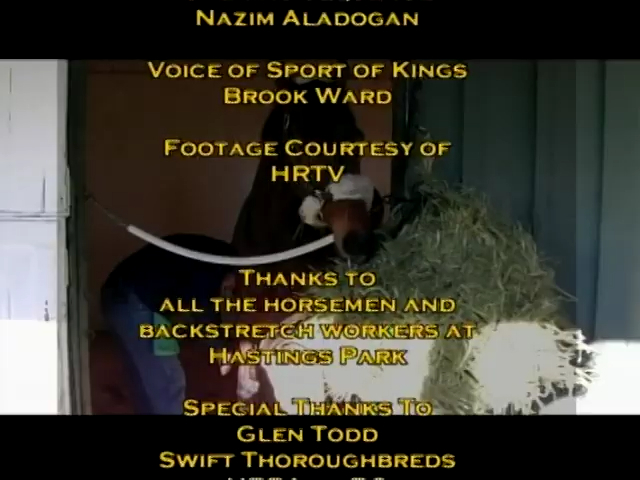 NAZIM ALADOGAN
VOICE OF SPORT OF KINGS
BROOK WARD
FOOTAGE COURTESY OF
HRTV
THANKS TO
ALL THE HORSEMEN AND
BACKSTRETCH WORKERS AT
HASTINGS PARK
SPECIAL THANKS TO
GLEN TODD
SWIFT THOROUGHBREDS